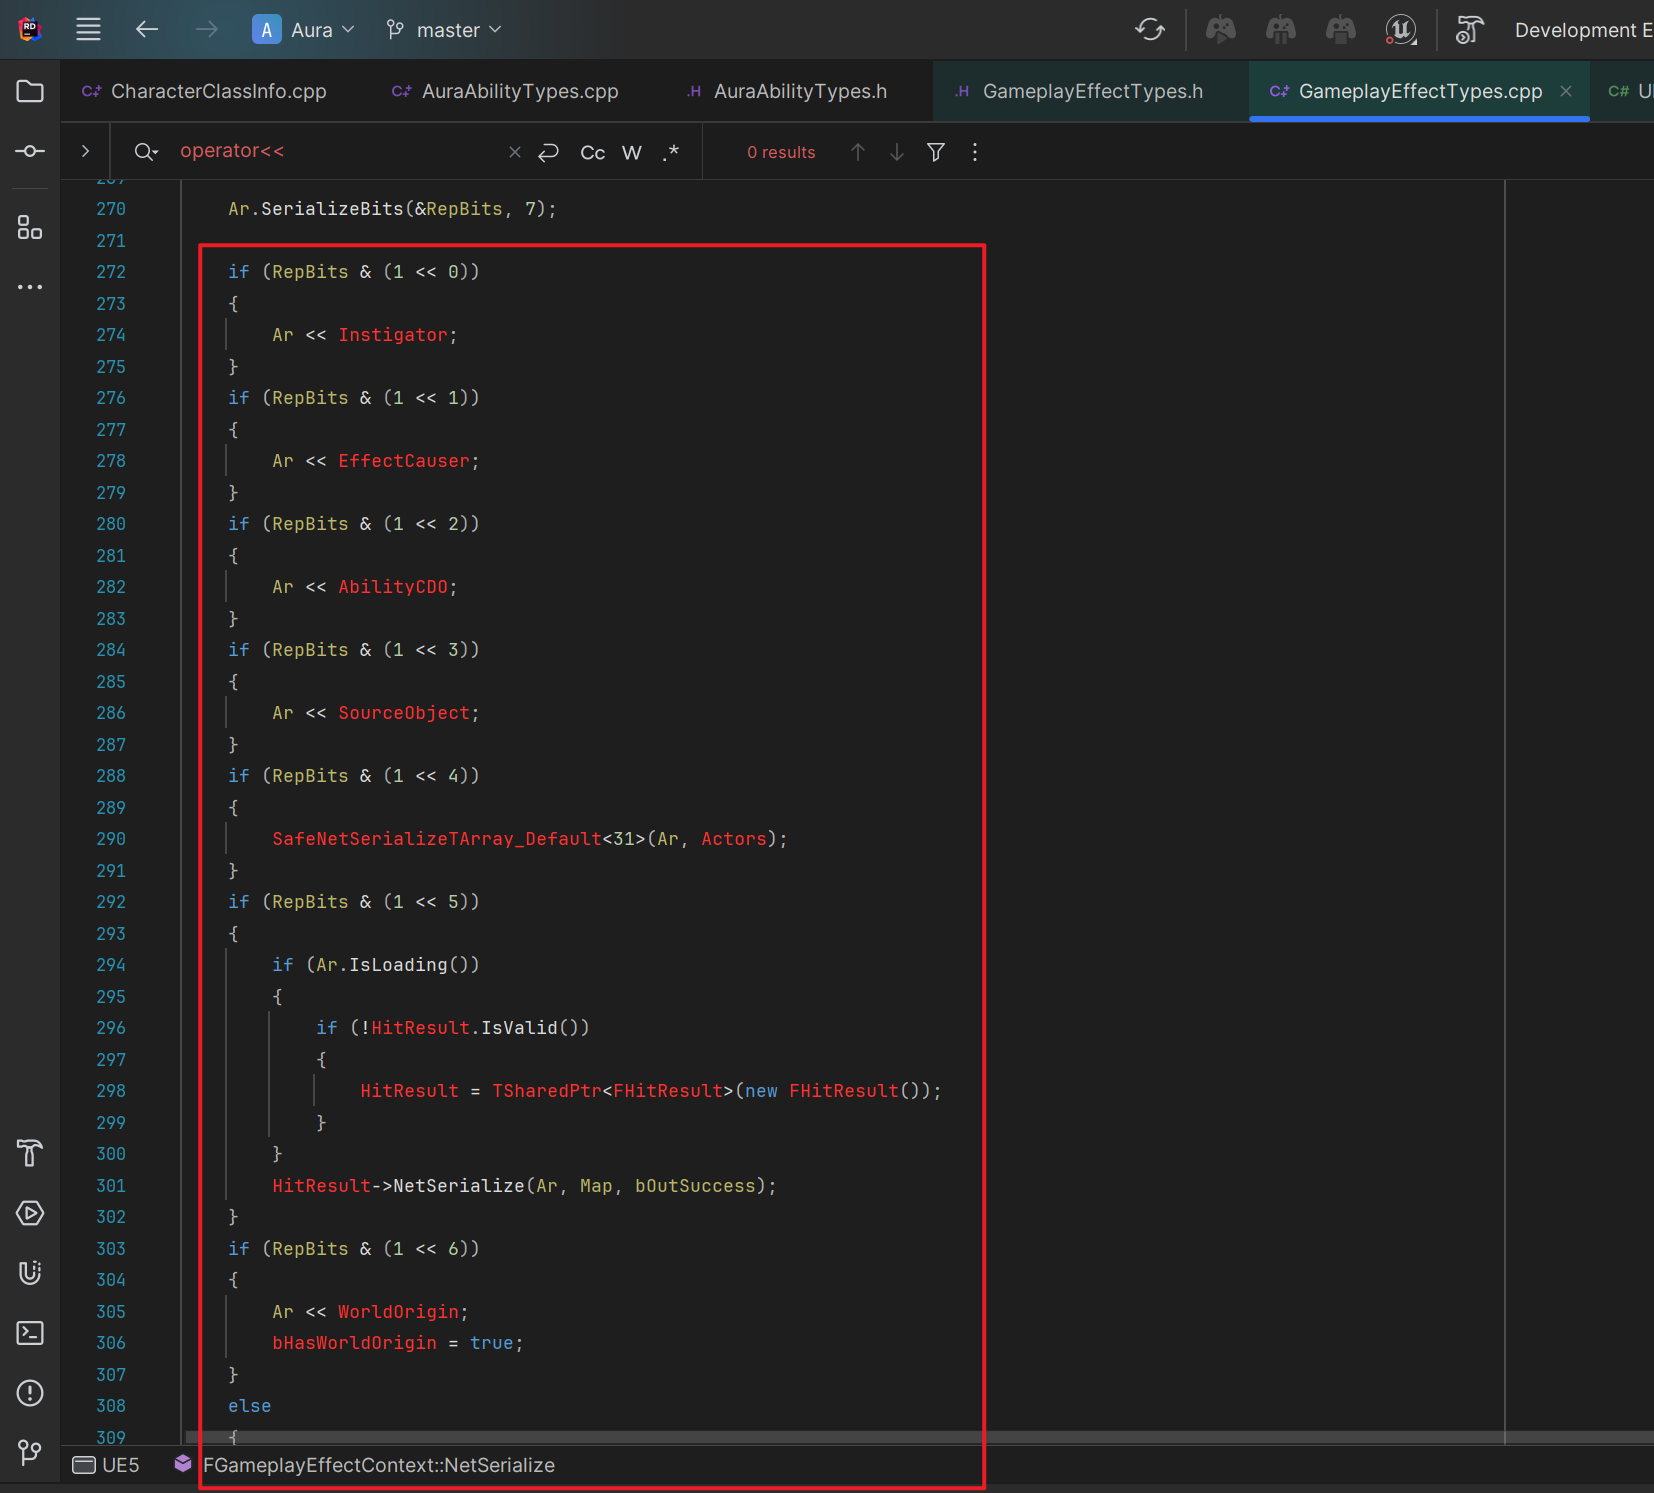 RD A Aura master Development E
C+ CharacterClassInfo.cpp C+ AuraAbilityTypes.cpp .H AuraAbilityTypes.h .H GameplayEffectTypes.h C+ GameplayEffectTypes.cpp C# U
operator<< Cc W .* 0 results
270 Ar.SerializeBits(&RepBits, 7);
271
272 if (RepBits & (1 << 0))
273 {
274 Ar << Instigator;
275 }
276 if (RepBits & (1 << 1))
277 {
278 Ar << EffectCauser;
279 }
280 if (RepBits & (1 << 2))
281 {
282 Ar << AbilityCDO;
283 }
284 if (RepBits & (1 << 3))
285 {
286 Ar << SourceObject;
287 }
288 if (RepBits & (1 << 4))
289 {
290 SafeNetSerializeTArray_Default<31>(Ar, Actors);
291 }
292 if (RepBits & (1 << 5))
293 {
294 if (Ar.IsLoading())
295 {
296 if (!HitResult.IsValid())
297 {
298 HitResult = TSharedPtr<FHitResult>(new FHitResult());
299 }
300 }
301 HitResult->NetSerialize(Ar, Map, bOutSuccess);
302 }
303 if (RepBits & (1 << 6))
304 {
305 Ar << WorldOrigin;
306 bHasWorldOrigin = true;
307 }
308 else
309 {
UE5 FGameplayEffectContext::NetSerialize